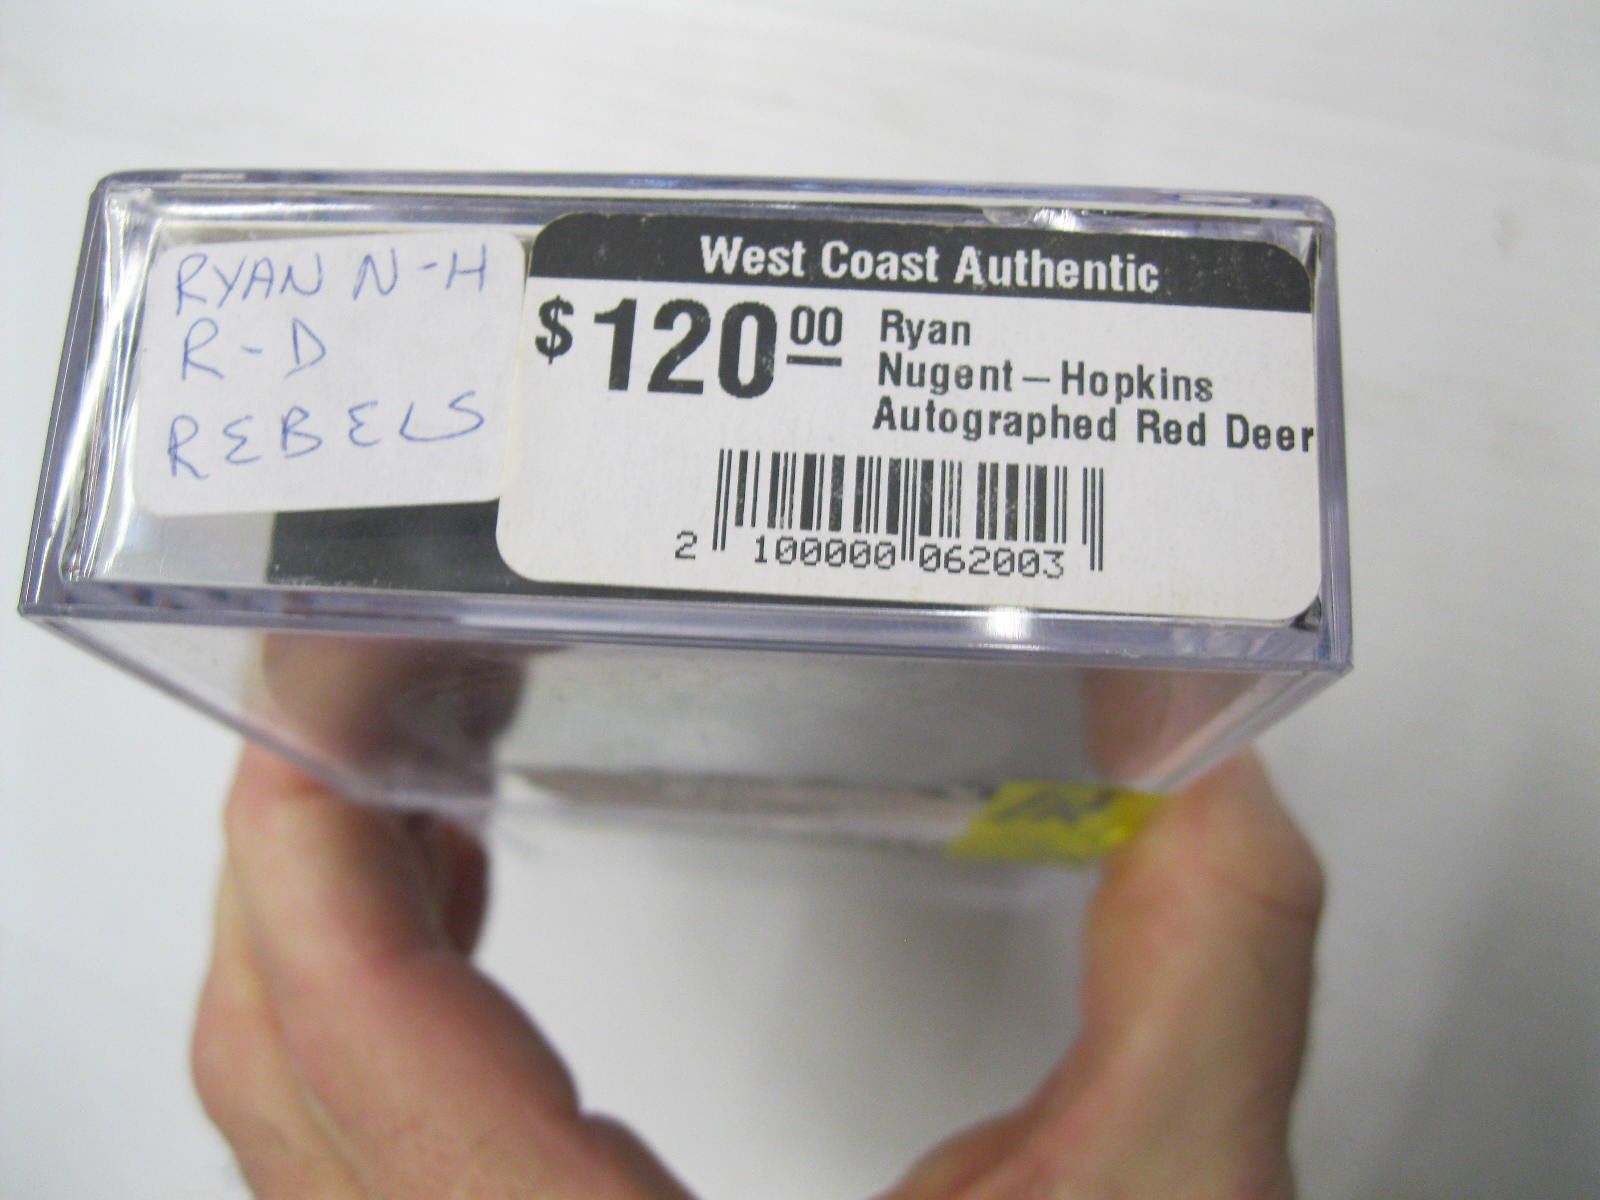 RYAN N-H
R-D
REBELS
West Coast Authentic
$120 00
Ryan
Nugent-Hopkins
Autographed Red Deer
2 100000 062003